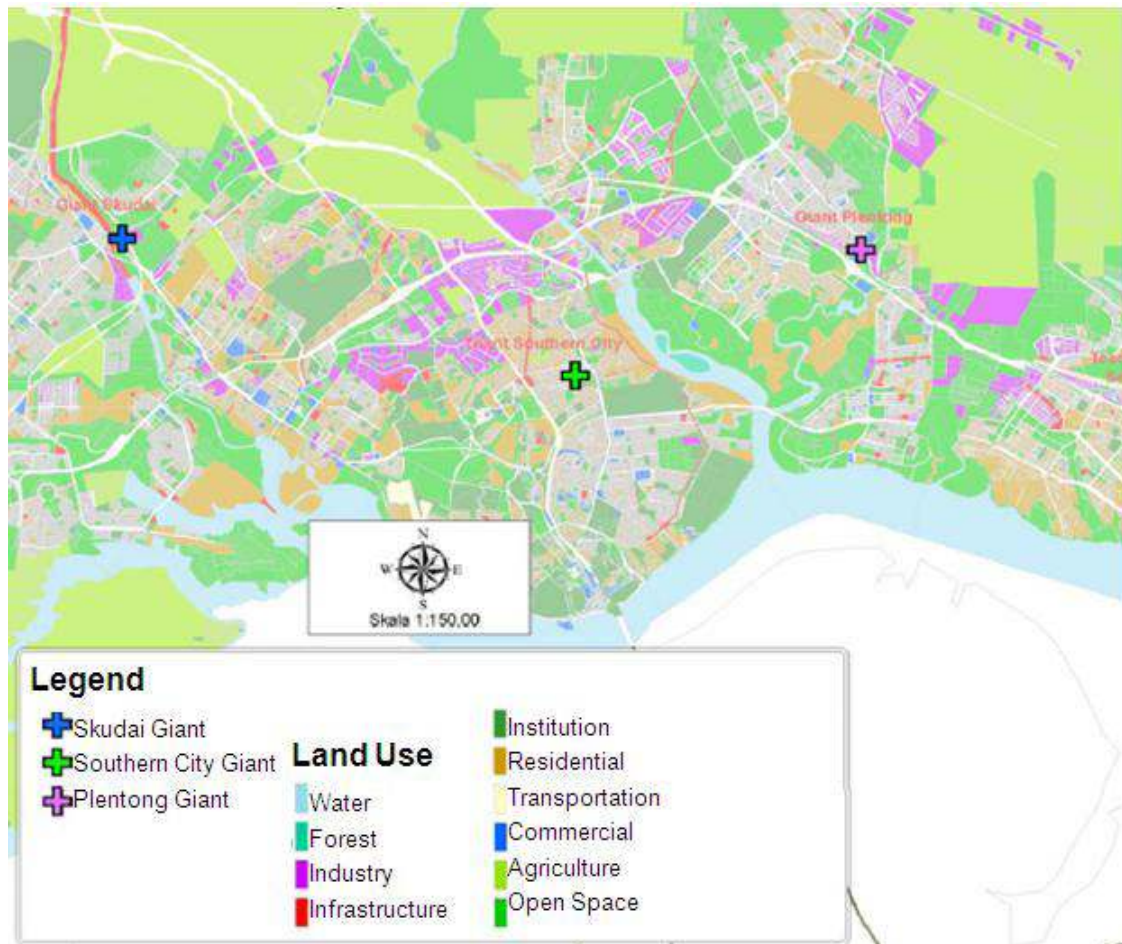 Giant Skudai
Giant Plentong
Giant Southern City
N
W E
S
Skala 1:150,00
Legend
Skudai Giant
Southern City Giant
Plentong Giant
Land Use
Water
Forest
Industry
Infrastructure
Institution
Residential
Transportation
Commercial
Agriculture
Open Space